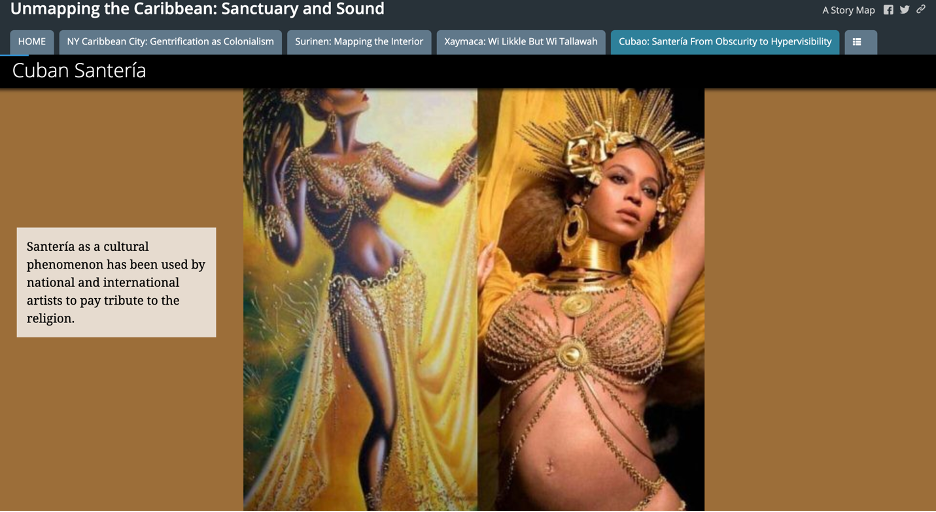 Unmapping the Caribbean: Sanctuary and Sound
A Story Map
HOME
NY Caribbean City: Gentrification as Colonialism
Surinen: Mapping the Interior
Xaymaca: Wi Likkle But Wi Tallawah
Cubao: Santería From Obscurity to Hypervisibility
Cuban Santería
Santería as a cultural
phenomenon has been used by
national and international
artists to pay tribute to the
religion.